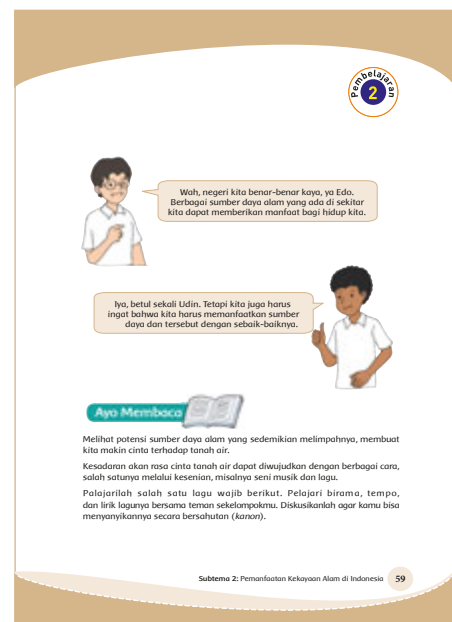 Pembelajaran
2
Wah, negeri kita benar-benar kaya, ya Edo.
Berbagai sumber daya alam yang ada di sekitar
kita dapat memberikan manfaat bagi hidup kita.
Iya, betul sekali Udin. Tetapi kita juga harus
ingat bahwa kita harus memanfaatkan sumber
daya dan tersebut dengan sebaik-baiknya.
Ayo Membaca
Melihat potensi sumber daya alam yang sedemikian melimpahnya, membuat
kita makin cinta terhadap tanah air.
Kesadaran akan rasa cinta tanah air dapat diwujudkan dengan berbagai cara,
salah satunya melalui kesenian, misalnya seni musik dan lagu.
Palajarilah salah satu lagu wajib berikut. Pelajari birama, tempo,
dan lirik lagunya bersama teman sekelompokmu. Diskusikanlah agar kamu bisa
menyanyikannya secara bersahutan (kanon).
Subtema 2: Pemanfaatan Kekayaan Alam di Indonesia 59